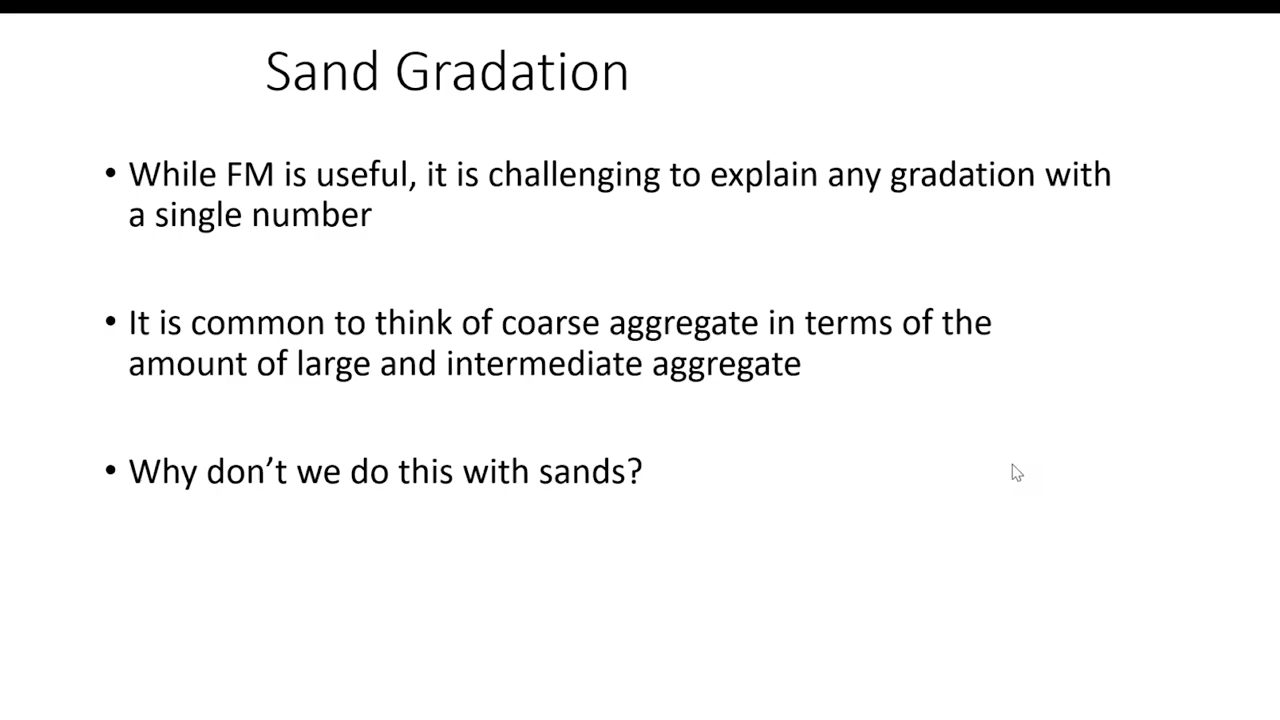 Sand Gradation
• While FM is useful, it is challenging to explain any gradation with
a single number
• It is common to think of coarse aggregate in terms of the
amount of large and intermediate aggregate
• Why don’t we do this with sands?